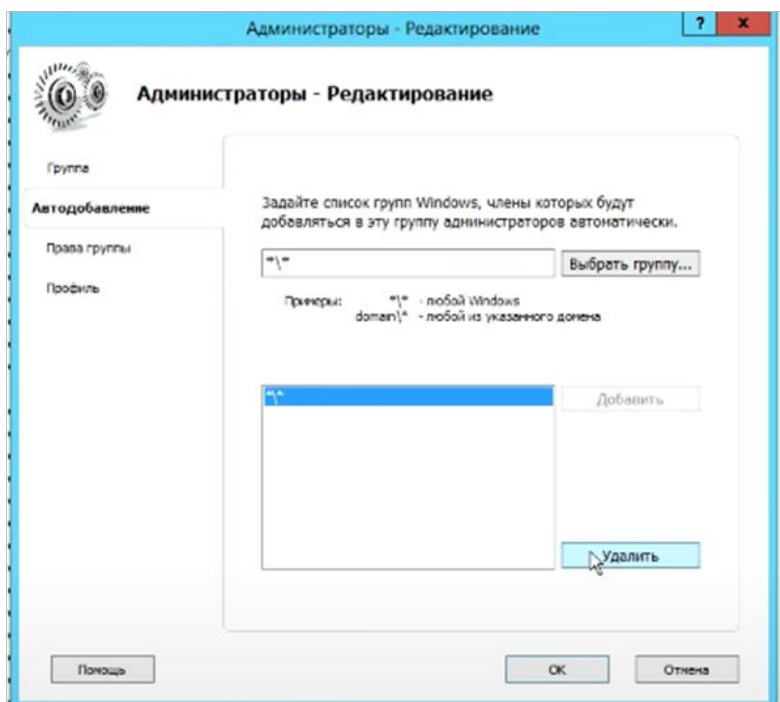 Администраторы - Редактирование
? x
Администраторы - Редактирование
Группа
Автодобавление
Права группы
Профиль
Задайте список групп Windows, члены которых будут
добавляться в эту группу администраторов автоматически.
*\*
Выбрать группу...
Примеры: *\* - любой Windows
domain\* - любой из указанного домена
*\*
Добавить
Удалить
Помощь
OK
Отмена